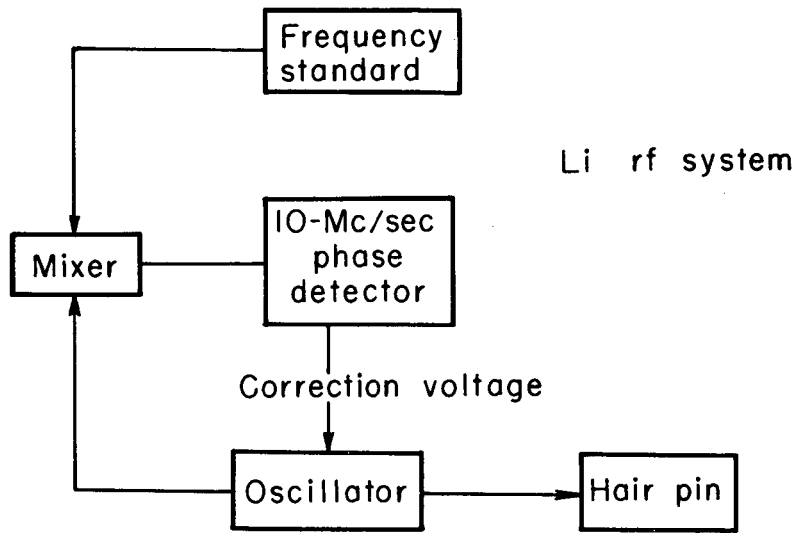 Frequency
standard
Li rf system
10-Mc/sec
phase
detector
Mixer
Correction voltage
Oscillator
Hair pin